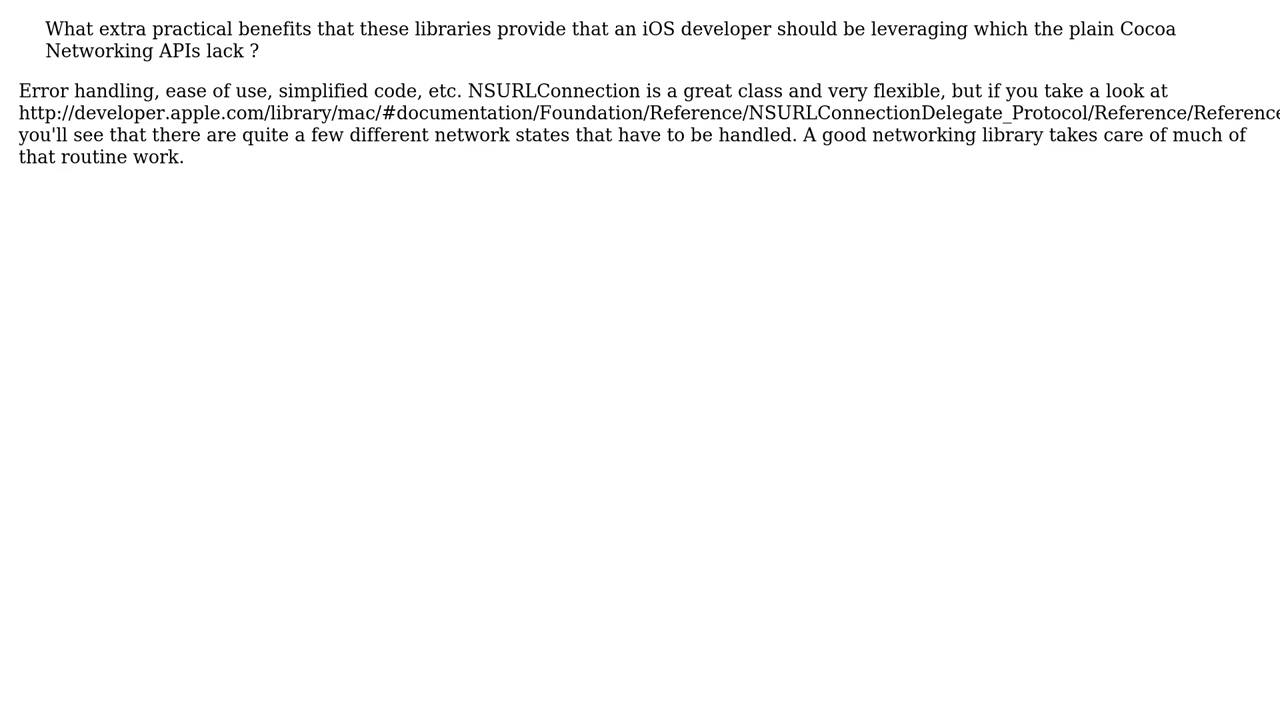 What extra practical benefits that these libraries provide that an iOS developer should be leveraging which the plain Cocoa
Networking APIs lack ?
Error handling, ease of use, simplified code, etc. NSURLConnection is a great class and very flexible, but if you take a look at
http://developer.apple.com/library/mac/#documentation/Foundation/Reference/NSURLConnectionDelegate_Protocol/Reference/Reference
you'll see that there are quite a few different network states that have to be handled. A good networking library takes care of much of
that routine work.